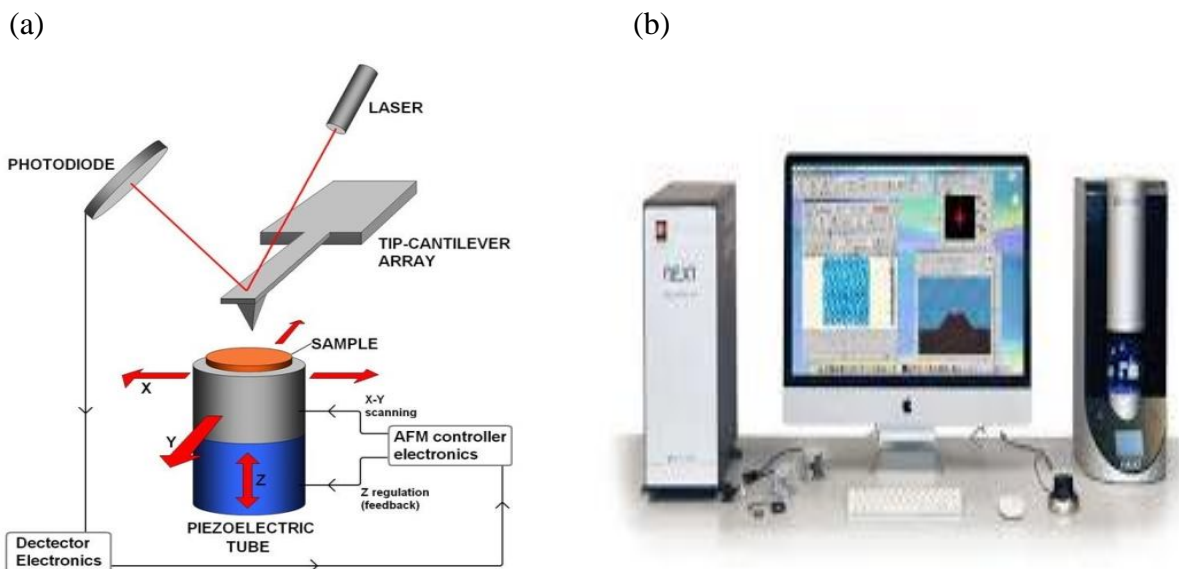 (a)
(b)
LASER
PHOTODIODE
TIP-CANTILEVER
ARRAY
SAMPLE
X
X-Y
scanning
Y
AFM controller
electronics
Z
Z regulation
(feedback)
PIEZOELECTRIC
TUBE
Dectector
Electronics
NEXT